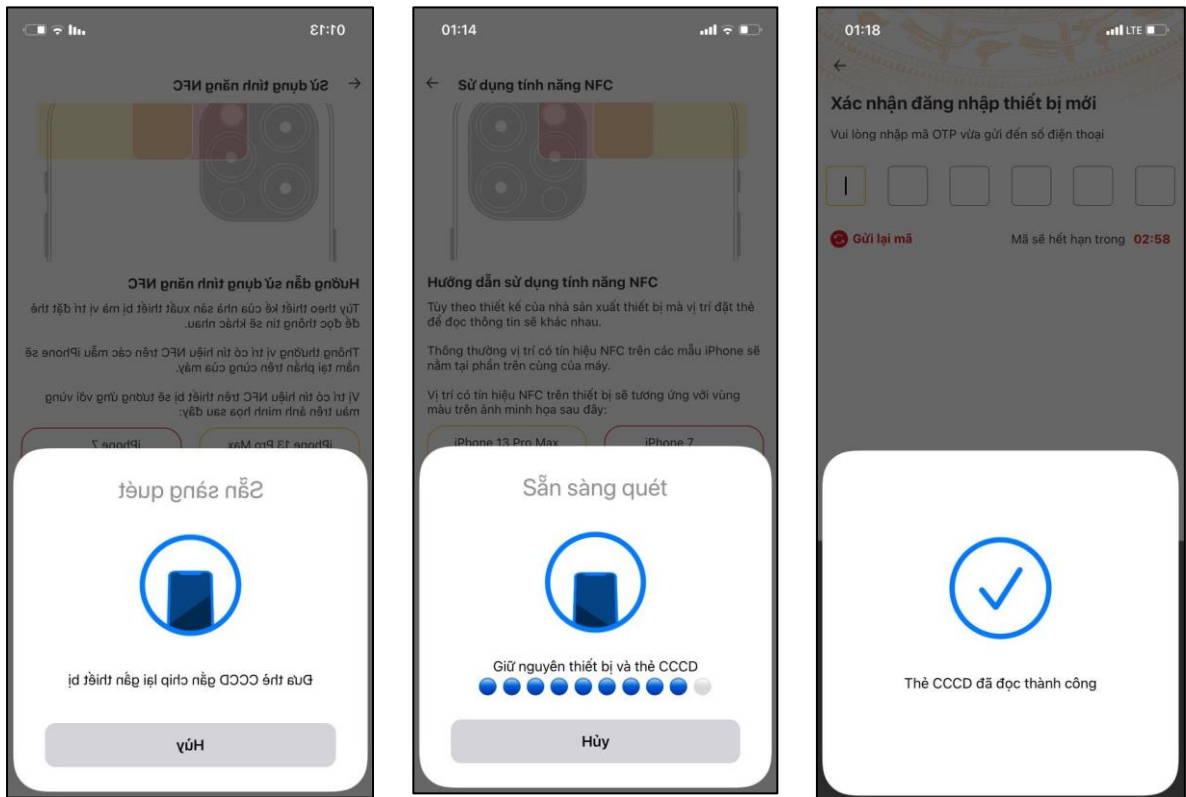 01:13
Sử dụng tính năng NFC
Hướng dẫn sử dụng tính năng NFC
Tùy theo thiết kế của nhà sản xuất thiết bị mà vị trí đặt thẻ
để đọc thông tin sẽ khác nhau.
Thông thường vị trí có tín hiệu NFC trên các mẫu iPhone sẽ
nằm tại phần trên cùng của máy.
Vị trí có tín hiệu NFC trên thiết bị sẽ tương ứng với vùng
màu trên ảnh minh họa sau đây:
iPhone 13 Pro Max
iPhone 7
Sẵn sàng quét
Đưa thẻ CCCD gắn chip lại gần thiết bị
Hủy
01:14
Sử dụng tính năng NFC
Hướng dẫn sử dụng tính năng NFC
Tùy theo thiết kế của nhà sản xuất thiết bị mà vị trí đặt thẻ
để đọc thông tin sẽ khác nhau.
Thông thường vị trí có tín hiệu NFC trên các mẫu iPhone sẽ
nằm tại phần trên cùng của máy.
Vị trí có tín hiệu NFC trên thiết bị sẽ tương ứng với vùng
màu trên ảnh minh họa sau đây:
iPhone 13 Pro Max
iPhone 7
Sẵn sàng quét
Giữ nguyên thiết bị và thẻ CCCD
Hủy
01:18
LTE
Xác nhận đăng nhập thiết bị mới
Vui lòng nhập mã OTP vừa gửi đến số điện thoại
Gửi lại mã
Mã sẽ hết hạn trong 02:58
Thẻ CCCD đã đọc thành công